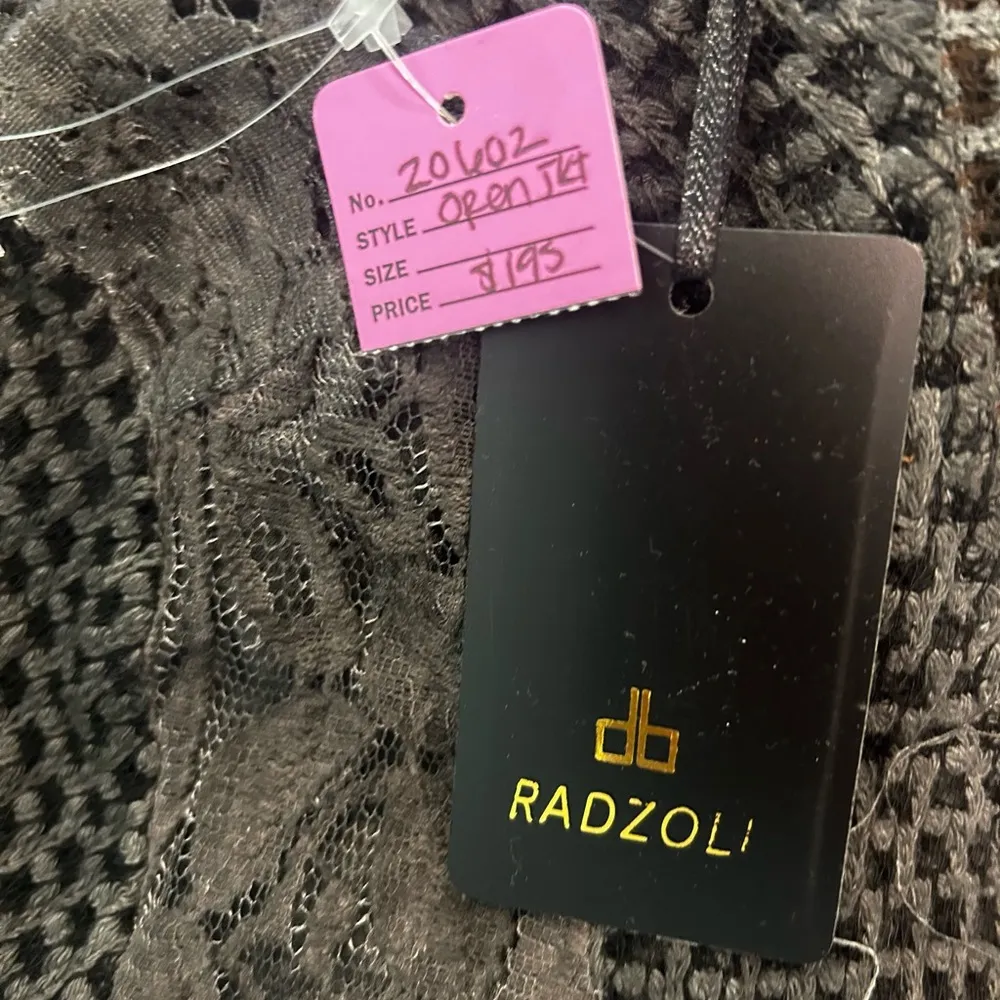 No. 20602
STYLE open jkt
SIZE
PRICE $195
db
RADZOLI